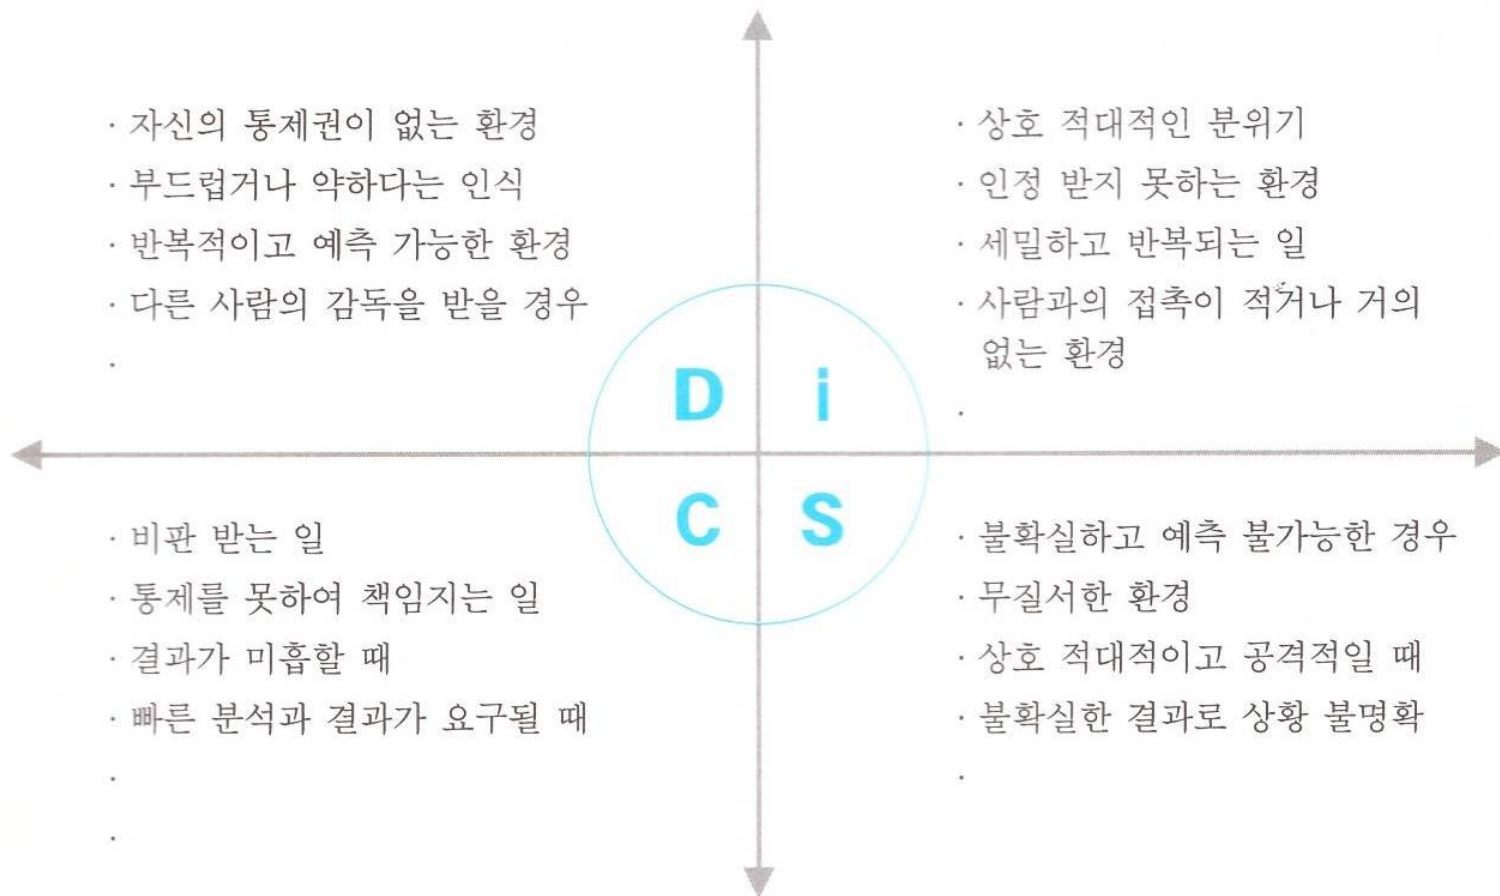 · 자신의 통제권이 없는 환경
· 부드럽거나 약하다는 인식
· 반복적이고 예측 가능한 환경
· 다른 사람의 감독을 받을 경우
·
· 상호 적대적인 분위기
· 인정 받지 못하는 환경
· 세밀하고 반복되는 일
· 사람과의 접촉이 적거나 거의
없는 환경
·
D i
C S
· 비판 받는 일
· 통제를 못하여 책임지는 일
· 결과가 미흡할 때
· 빠른 분석과 결과가 요구될 때
·
·
· 불확실하고 예측 불가능한 경우
· 무질서한 환경
· 상호 적대적이고 공격적일 때
· 불확실한 결과로 상황 불명확
·